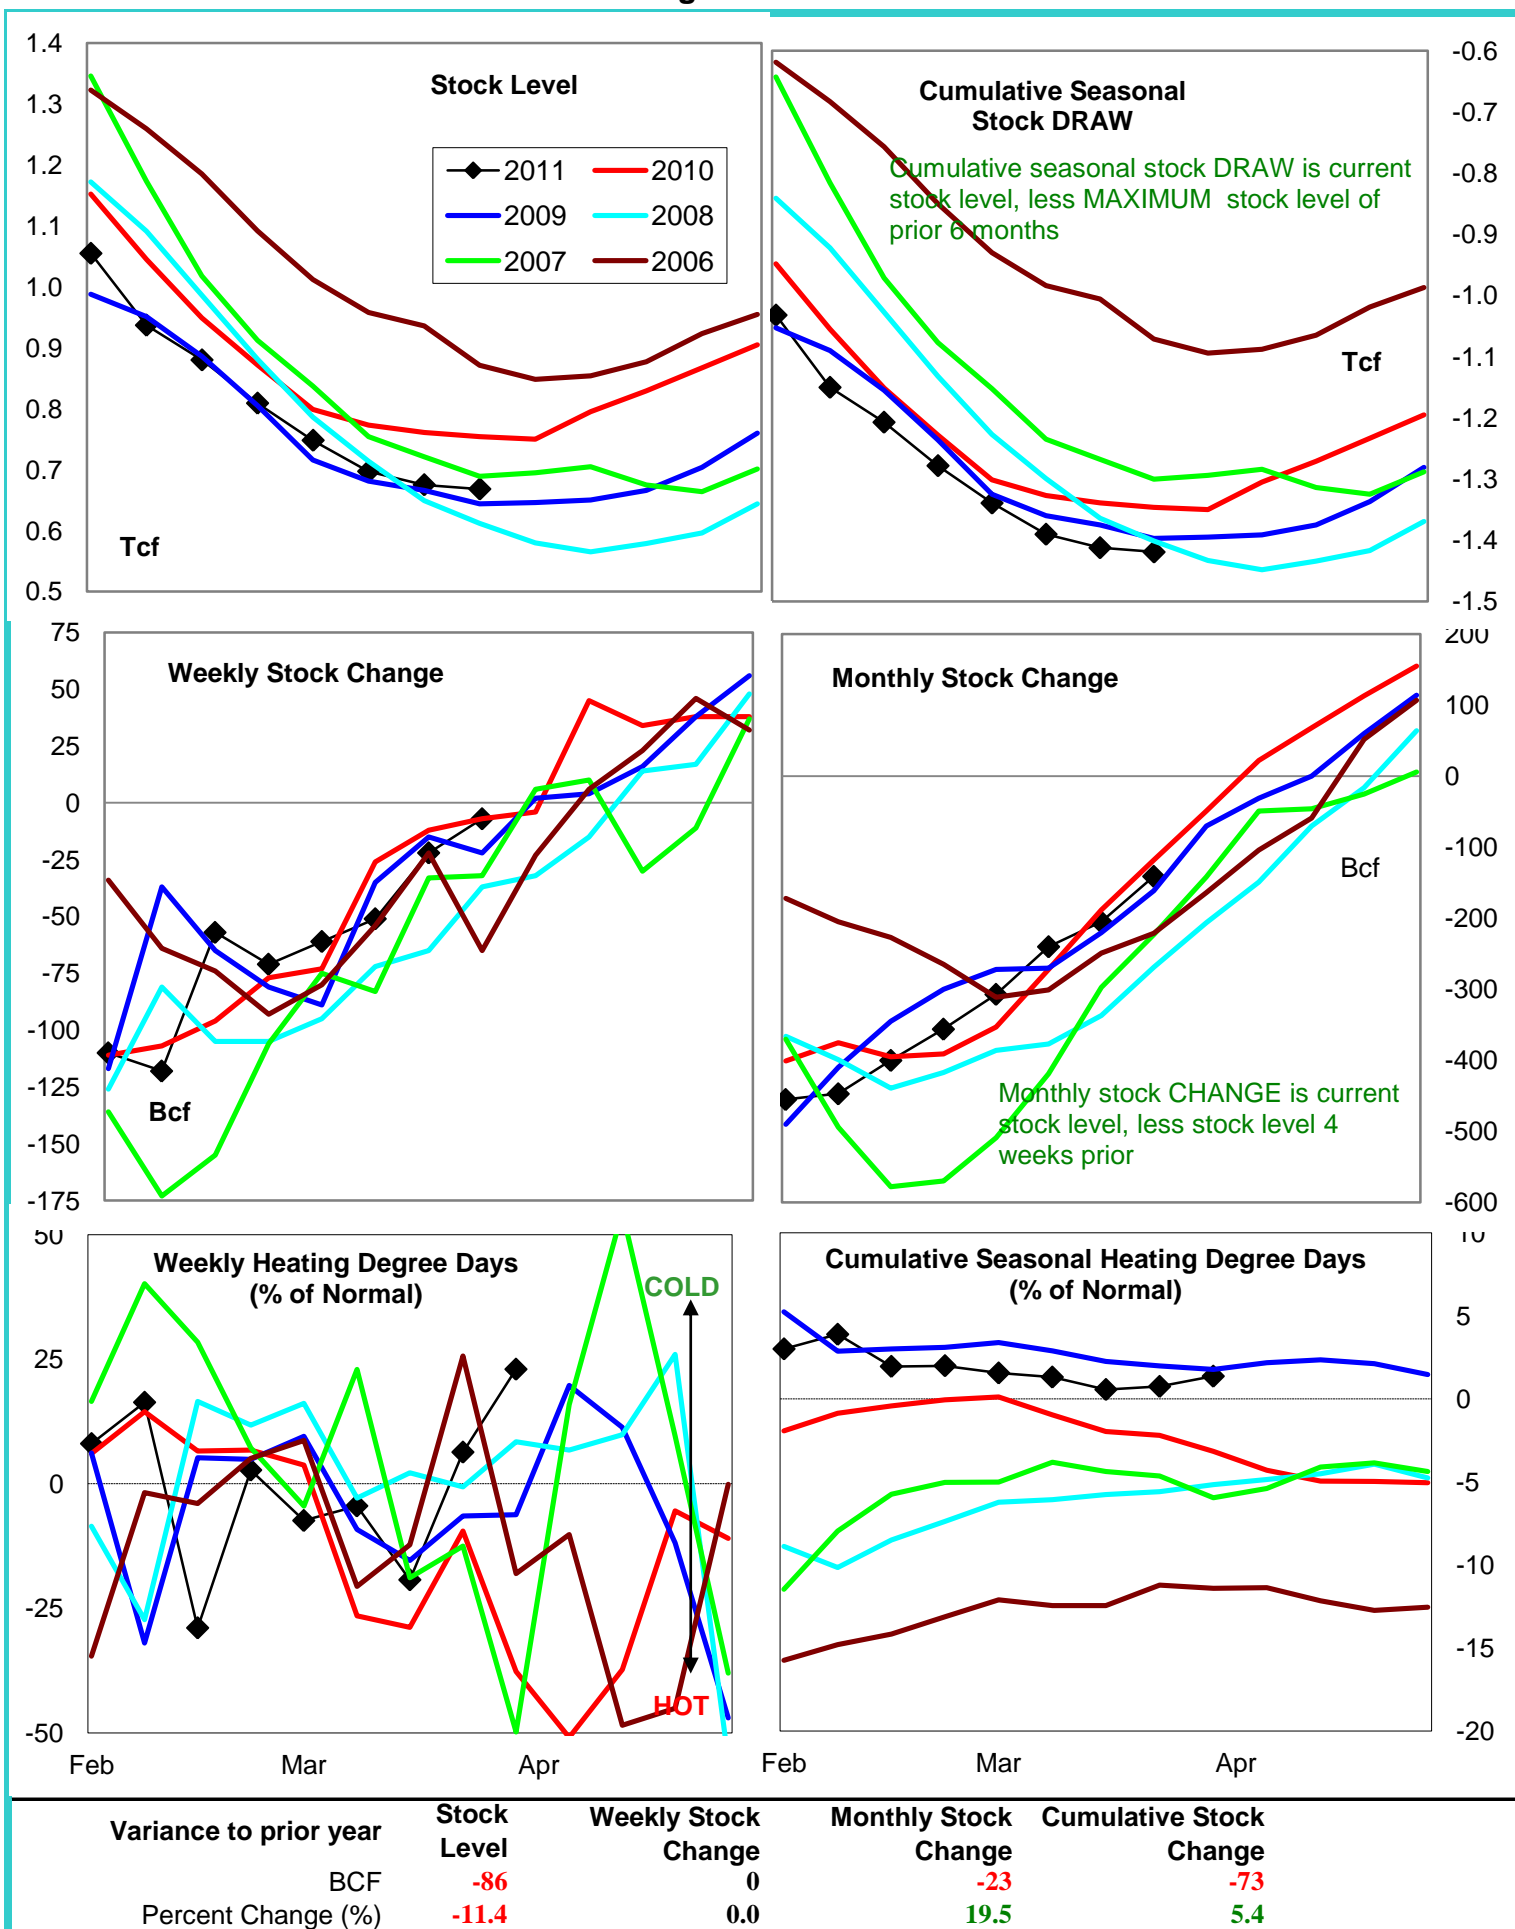 g
1.4
1.3
1.2
1.1
1.0
0.9
0.8
0.7
0.6
0.5
Stock Level
2011
2010
2009
2008
2007
2006
Tcf
Cumulative Seasonal
Stock DRAW
Cumulative seasonal stock DRAW is current
stock level, less MAXIMUM stock level of
prior 6 months
Tcf
-0.6
-0.7
-0.8
-0.9
-1.0
-1.1
-1.2
-1.3
-1.4
-1.5
75
50
25
0
-25
-50
-75
-100
-125
-150
-175
Weekly Stock Change
Bcf
Monthly Stock Change
Bcf
Monthly stock CHANGE is current
stock level, less stock level 4
weeks prior
200
100
0
-100
-200
-300
-400
-500
-600
50
25
0
-25
-50
Weekly Heating Degree Days
(% of Normal)
COLD
HOT
Feb
Mar
Apr
Cumulative Seasonal Heating Degree Days
(% of Normal)
10
5
0
-5
-10
-15
-20
Feb
Mar
Apr
Variance to prior year
Stock
Level
Weekly Stock
Change
Monthly Stock
Change
Cumulative Stock
Change
BCF -86 0 -23 -73
Percent Change (%) -11.4 0.0 19.5 5.4